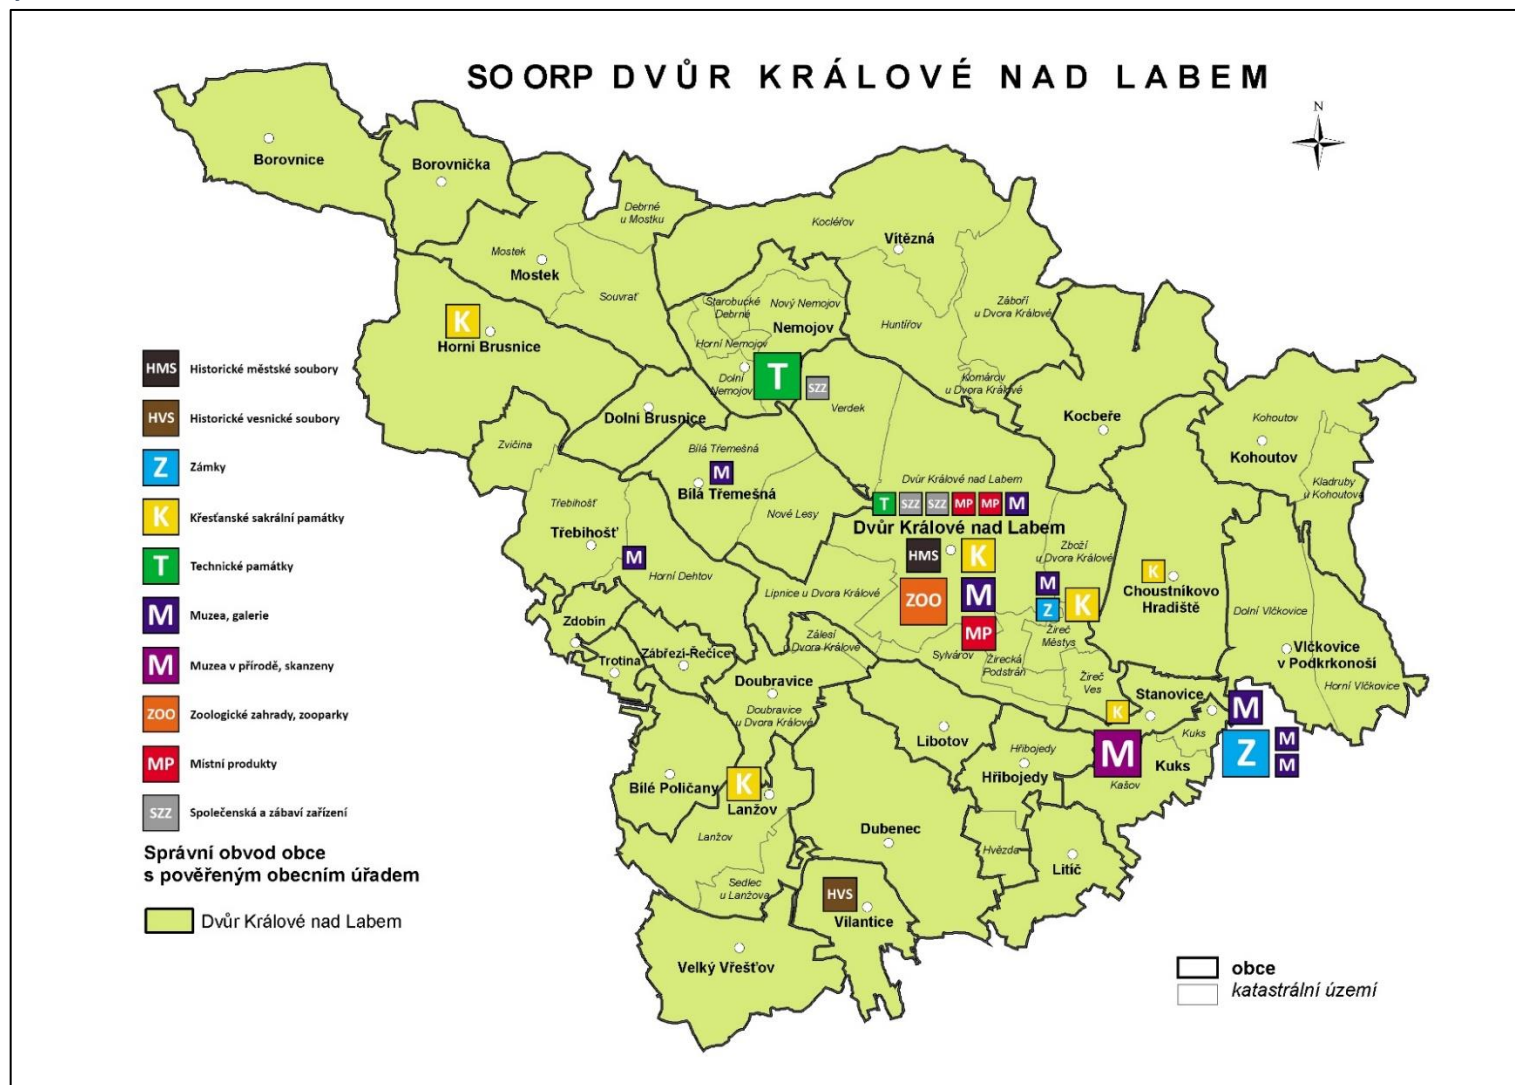 SO ORP DVŮR KRÁLOVÉ NAD LABEM
N
Borovnice
Borovnička
Debrné
u Mostku
Mostek
Mostek
Souvrať
Kocléřov
Vítězná
Starobucké
Debrné
Nový Nemojov
Nemojov
Huntířov
Záboří
u Dvora Králové
K
Horní Brusnice
Horní Nemojov
Dolní
Nemojov
T
SZZ
Verdek
Komárov
u Dvora Králové
Kocbeře
Kohoutov
Kohoutov
Kladruby
u Kohoutova
HMS Historické městské soubory
HVS Historické vesnické soubory
Z Zámky
K Křesťanské sakrální památky
T Technické památky
M Muzea, galerie
M Muzea v přírodě, skanzeny
ZOO Zoologické zahrady, zooparky
MP Místní produkty
SZZ Společenská a zábaví zařízení
Správní obvod obce
s pověřeným obecním úřadem
Dvůr Králové nad Labem
Dolní Brusnice
Zvičina
Bílá Třemešná
M
Bílá Třemešná
Nové Lesy
Dvůr Králové nad Labem
T SZZ SZZ MP MP M
Dvůr Králové nad Labem
HMS K
ZOO M
MP
Třebihošť
Třebihošť
M
Horní Dehtov
Lipnice u Dvora Králové
Zboží
u Dvora Králové
M
Z K
Žireč
Městys
K
Choustníkovo
Hradiště
Dolní Vlčkovice
Vlčkovice
v Podkrkonoší
Horní Vlčkovice
Zdobín
Trotina
Zábřezí-Řečice
Zálesí
u Dvora Králové
Sylvárov
Žirecká
Podstráň
Žireč
Ves
Doubravice
Doubravice
u Dvora Králové
Stanovice
K
Kuks
M
Z M
M
M
Kuks
Kašov
Libotov
Hřibojedy
Hřibojedy
Bílé Poličany
K
Lanžov
Lanžov
Sedlec
u Lanžova
Dubenec
Hvězda
Litíč
HVS
Vilantice
Velký Vřešťov
obce
katastrální území